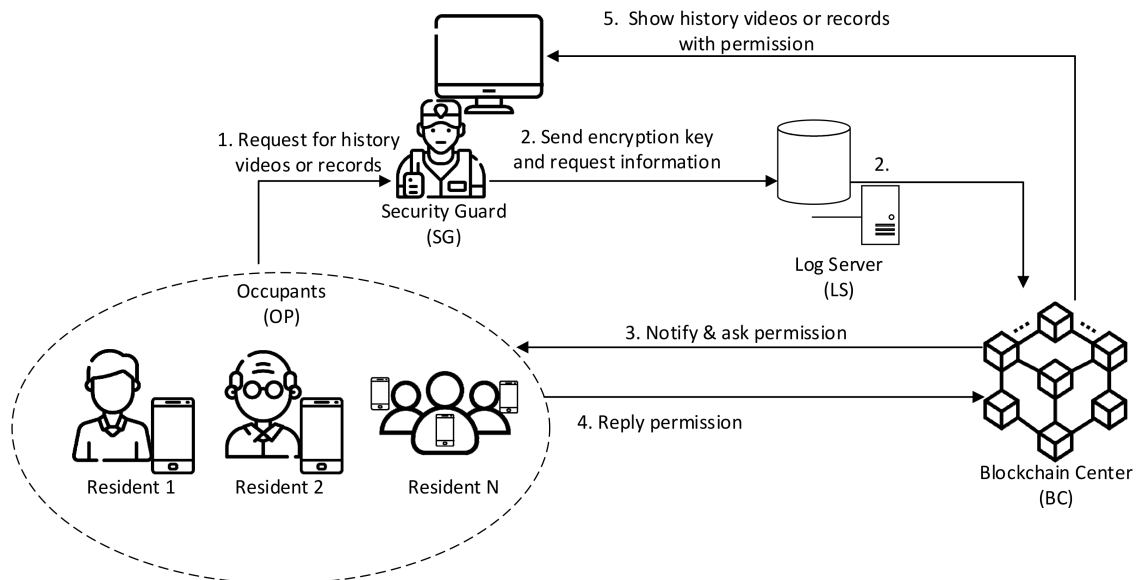 5. Show history videos or records
with permission
1. Request for history
videos or records
2. Send encryption key
and request information
2.
Security Guard
(SG)
Log Server
(LS)
Occupants
(OP)
3. Notify & ask permission
4. Reply permission
Resident 1
Resident 2
Resident N
Blockchain Center
(BC)